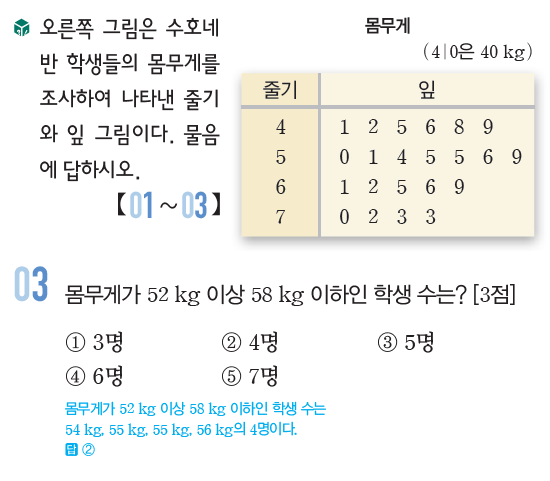 오른쪽 그림은 수호네
반 학생들의 몸무게를
조사하여 나타낸 줄기
와 잎 그림이다. 물음
에 답하시오.
【01~03】
몸무게
(4|0은 40 kg)
줄기 잎
4 1 2 5 6 8 9
5 0 1 4 5 5 6 9
6 1 2 5 6 9
7 0 2 3 3
03 몸무게가 52 kg 이상 58 kg 이하인 학생 수는? [3점]
① 3명 ② 4명 ③ 5명
④ 6명 ⑤ 7명
몸무게가 52 kg 이상 58 kg 이하인 학생 수는
54 kg, 55 kg, 55 kg, 56 kg의 4명이다.
답 ②